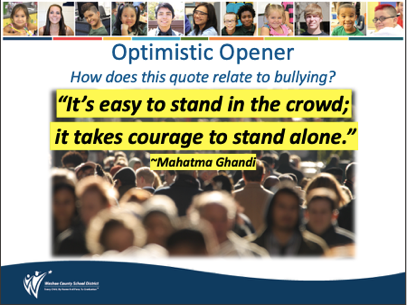 Optimistic Opener
How does this quote relate to bullying?
“It’s easy to stand in the crowd;
it takes courage to stand alone.”
~Mahatma Ghandi
Washoe County School District